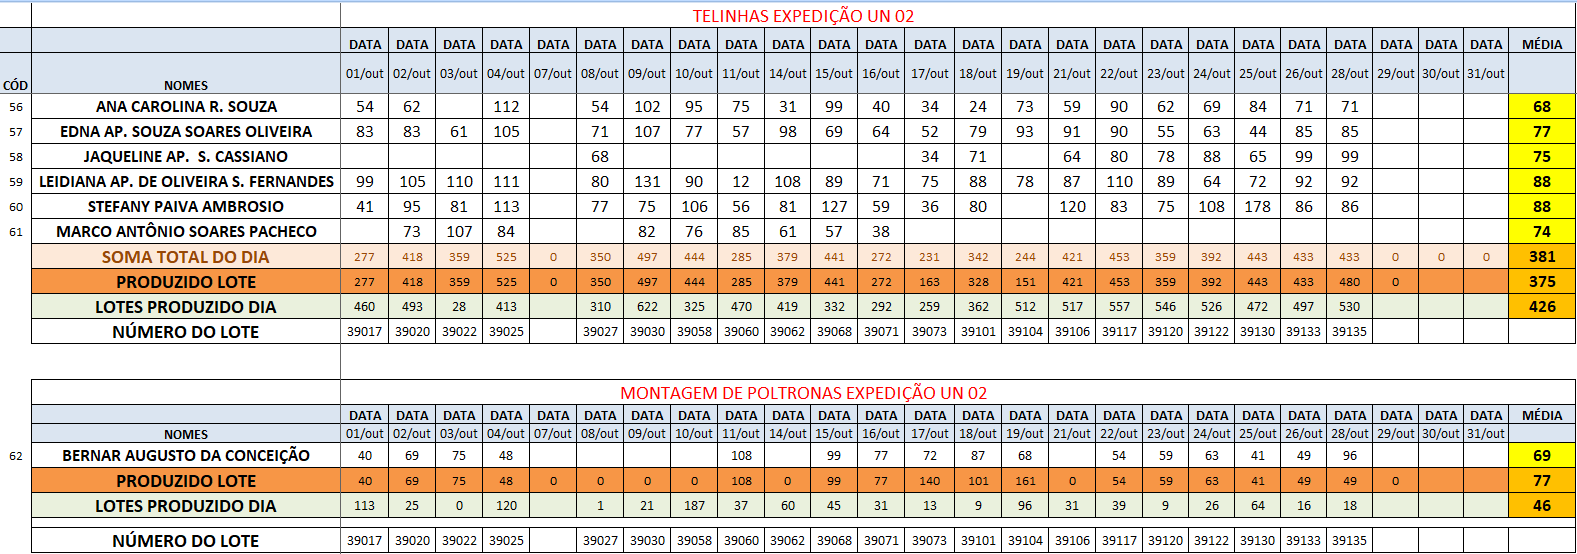 TELINHAS EXPEDIÇÃO UN 02
DATA DATA DATA DATA DATA DATA DATA DATA DATA DATA DATA DATA DATA DATA DATA DATA DATA DATA DATA DATA DATA DATA DATA DATA MÉDIA
CÓD NOMES 01/out 02/out 03/out 04/out 07/out 08/out 09/out 10/out 11/out 14/out 15/out 16/out 17/out 18/out 19/out 21/out 22/out 23/out 24/out 25/out 26/out 28/out 29/out 30/out 31/out
56 ANA CAROLINA R. SOUZA 54 62 112 54 102 95 75 31 99 40 34 24 73 59 90 62 69 84 71 71 68
57 EDNA AP. SOUZA SOARES OLIVEIRA 83 83 61 105 71 107 77 57 98 69 64 52 79 93 91 90 55 63 44 85 85 77
58 JAQUELINE AP. S. CASSIANO 68 34 71 64 80 78 88 65 99 99 75
59 LEIDIANA AP. DE OLIVEIRA S. FERNANDES 99 105 110 111 80 131 90 12 108 89 71 75 88 78 87 110 89 64 72 92 92 88
60 STEFANY PAIVA AMBROSIO 41 95 81 113 77 75 106 56 81 127 59 36 80 120 83 75 108 178 86 86 88
61 MARCO ANTÔNIO SOARES PACHECO 73 107 84 82 76 85 61 57 38 74
SOMA TOTAL DO DIA 277 418 359 525 0 350 497 444 285 379 441 272 231 342 244 421 453 359 392 443 433 433 0 0 0 381
PRODUZIDO LOTE 277 418 359 525 0 350 497 444 285 379 441 272 163 328 151 421 453 359 392 443 433 480 0 375
LOTES PRODUZIDO DIA 460 493 28 413 310 622 325 470 419 332 292 259 362 512 517 557 546 526 472 497 530 426
NÚMERO DO LOTE 39017 39020 39022 39025 39027 39030 39058 39060 39062 39068 39071 39073 39101 39104 39106 39117 39120 39122 39130 39133 39135
MONTAGEM DE POLTRONAS EXPEDIÇÃO UN 02
DATA DATA DATA DATA DATA DATA DATA DATA DATA DATA DATA DATA DATA DATA DATA DATA DATA DATA DATA DATA DATA DATA DATA DATA DATA MÉDIA
NOMES 01/out 02/out 03/out 04/out 07/out 08/out 09/out 10/out 11/out 14/out 15/out 16/out 17/out 18/out 19/out 21/out 22/out 23/out 24/out 25/out 26/out 28/out 29/out 30/out 31/out
62 BERNAR AUGUSTO DA CONCEIÇÃO 40 69 75 48 108 99 77 72 87 68 54 59 63 41 49 96 69
PRODUZIDO LOTE 40 69 75 48 0 0 0 0 108 0 99 77 140 101 161 0 54 59 63 41 49 49 0 77
LOTES PRODUZIDO DIA 113 25 0 120 1 21 187 37 60 45 31 13 9 96 31 39 9 26 64 16 18 46
NÚMERO DO LOTE 39017 39020 39022 39025 39027 39030 39058 39060 39062 39068 39071 39073 39101 39104 39106 39117 39120 39122 39130 39133 39135